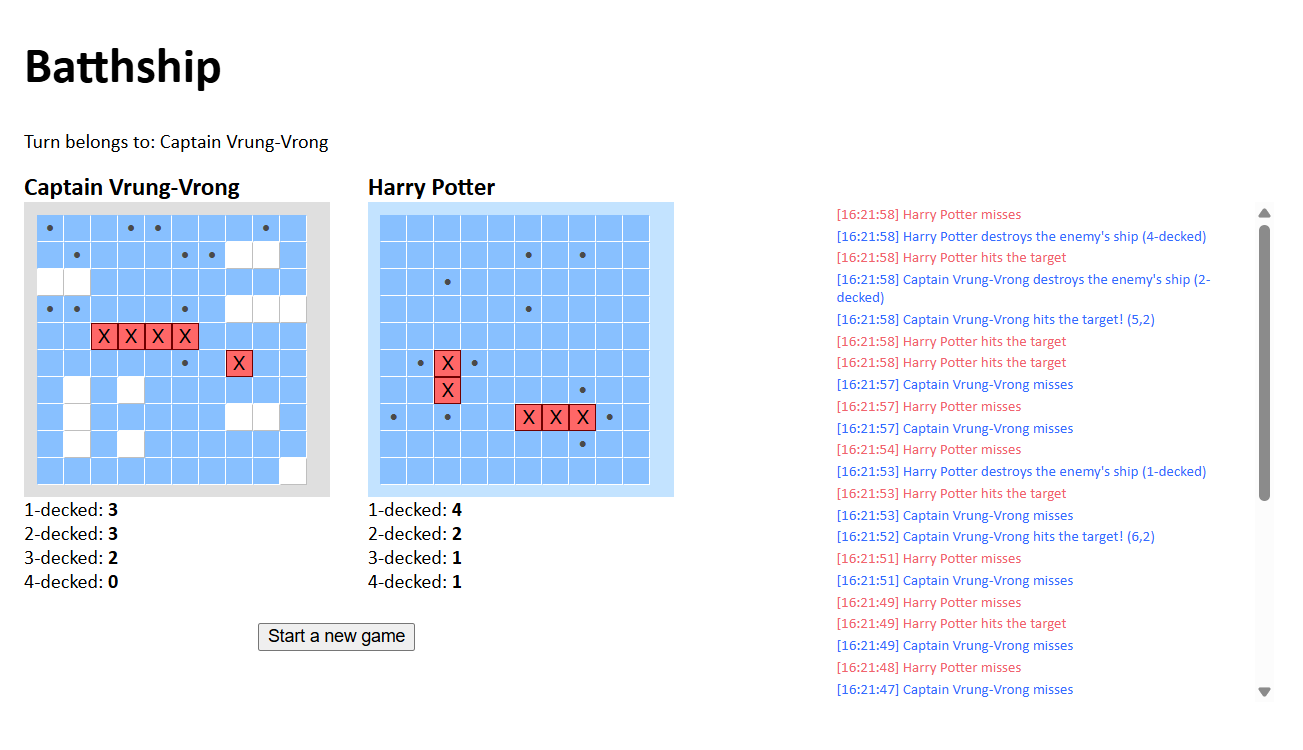 Batthship
Turn belongs to: Captain Vrung-Vrong
Captain Vrung-Vrong
X X X X
X
1-decked: 3
2-decked: 3
3-decked: 2
4-decked: 0
Harry Potter
X
X
X X X
1-decked: 4
2-decked: 2
3-decked: 1
4-decked: 1
Start a new game
[16:21:58] Harry Potter misses
[16:21:58] Harry Potter destroys the enemy's ship (4-decked)
[16:21:58] Harry Potter hits the target
[16:21:58] Captain Vrung-Vrong destroys the enemy's ship (2-
decked)
[16:21:58] Captain Vrung-Vrong hits the target! (5,2)
[16:21:58] Harry Potter hits the target
[16:21:58] Harry Potter hits the target
[16:21:57] Captain Vrung-Vrong misses
[16:21:57] Harry Potter misses
[16:21:57] Captain Vrung-Vrong misses
[16:21:54] Harry Potter misses
[16:21:53] Harry Potter destroys the enemy's ship (1-decked)
[16:21:53] Harry Potter hits the target
[16:21:53] Captain Vrung-Vrong misses
[16:21:52] Captain Vrung-Vrong hits the target! (6,2)
[16:21:51] Harry Potter misses
[16:21:51] Captain Vrung-Vrong misses
[16:21:49] Harry Potter misses
[16:21:49] Harry Potter hits the target
[16:21:49] Captain Vrung-Vrong misses
[16:21:48] Harry Potter misses
[16:21:47] Captain Vrung-Vrong misses